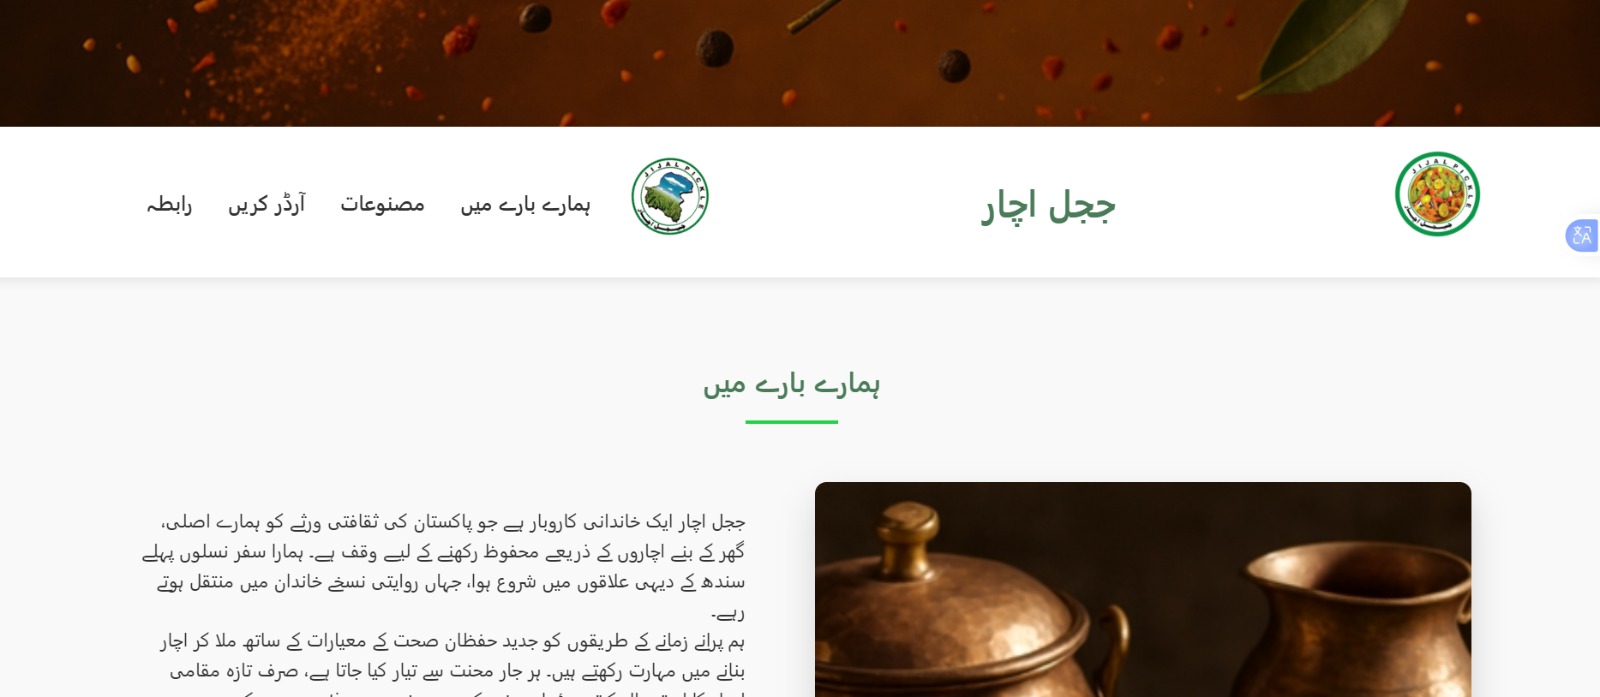 JIJAL PICKLE
ججل اچار
JIJAL PICKLE
ہمارے بارے میں
مصنوعات
آرڈر کریں
رابطہ
ہمارے بارے میں
ججل اچار ایک خاندانی کاروبار ہے جو پاکستان کی ثقافتی ورثے کو ہمارے اصلی،
گھر کے بنے اچاروں کے ذریعے محفوظ رکھنے کے لیے وقف ہے۔ ہمارا سفر نسلوں پہلے
سندھ کے دیہی علاقوں میں شروع ہوا، جہاں روایتی نسخے خاندان میں منتقل ہوتے
رہے۔
ہم پرانے زمانے کے طریقوں کو جدید حفظان صحت کے معیارات کے ساتھ ملا کر اچار
بنانے میں مہارت رکھتے ہیں۔ ہر جار محنت سے تیار کیا جاتا ہے، صرف تازہ مقامی